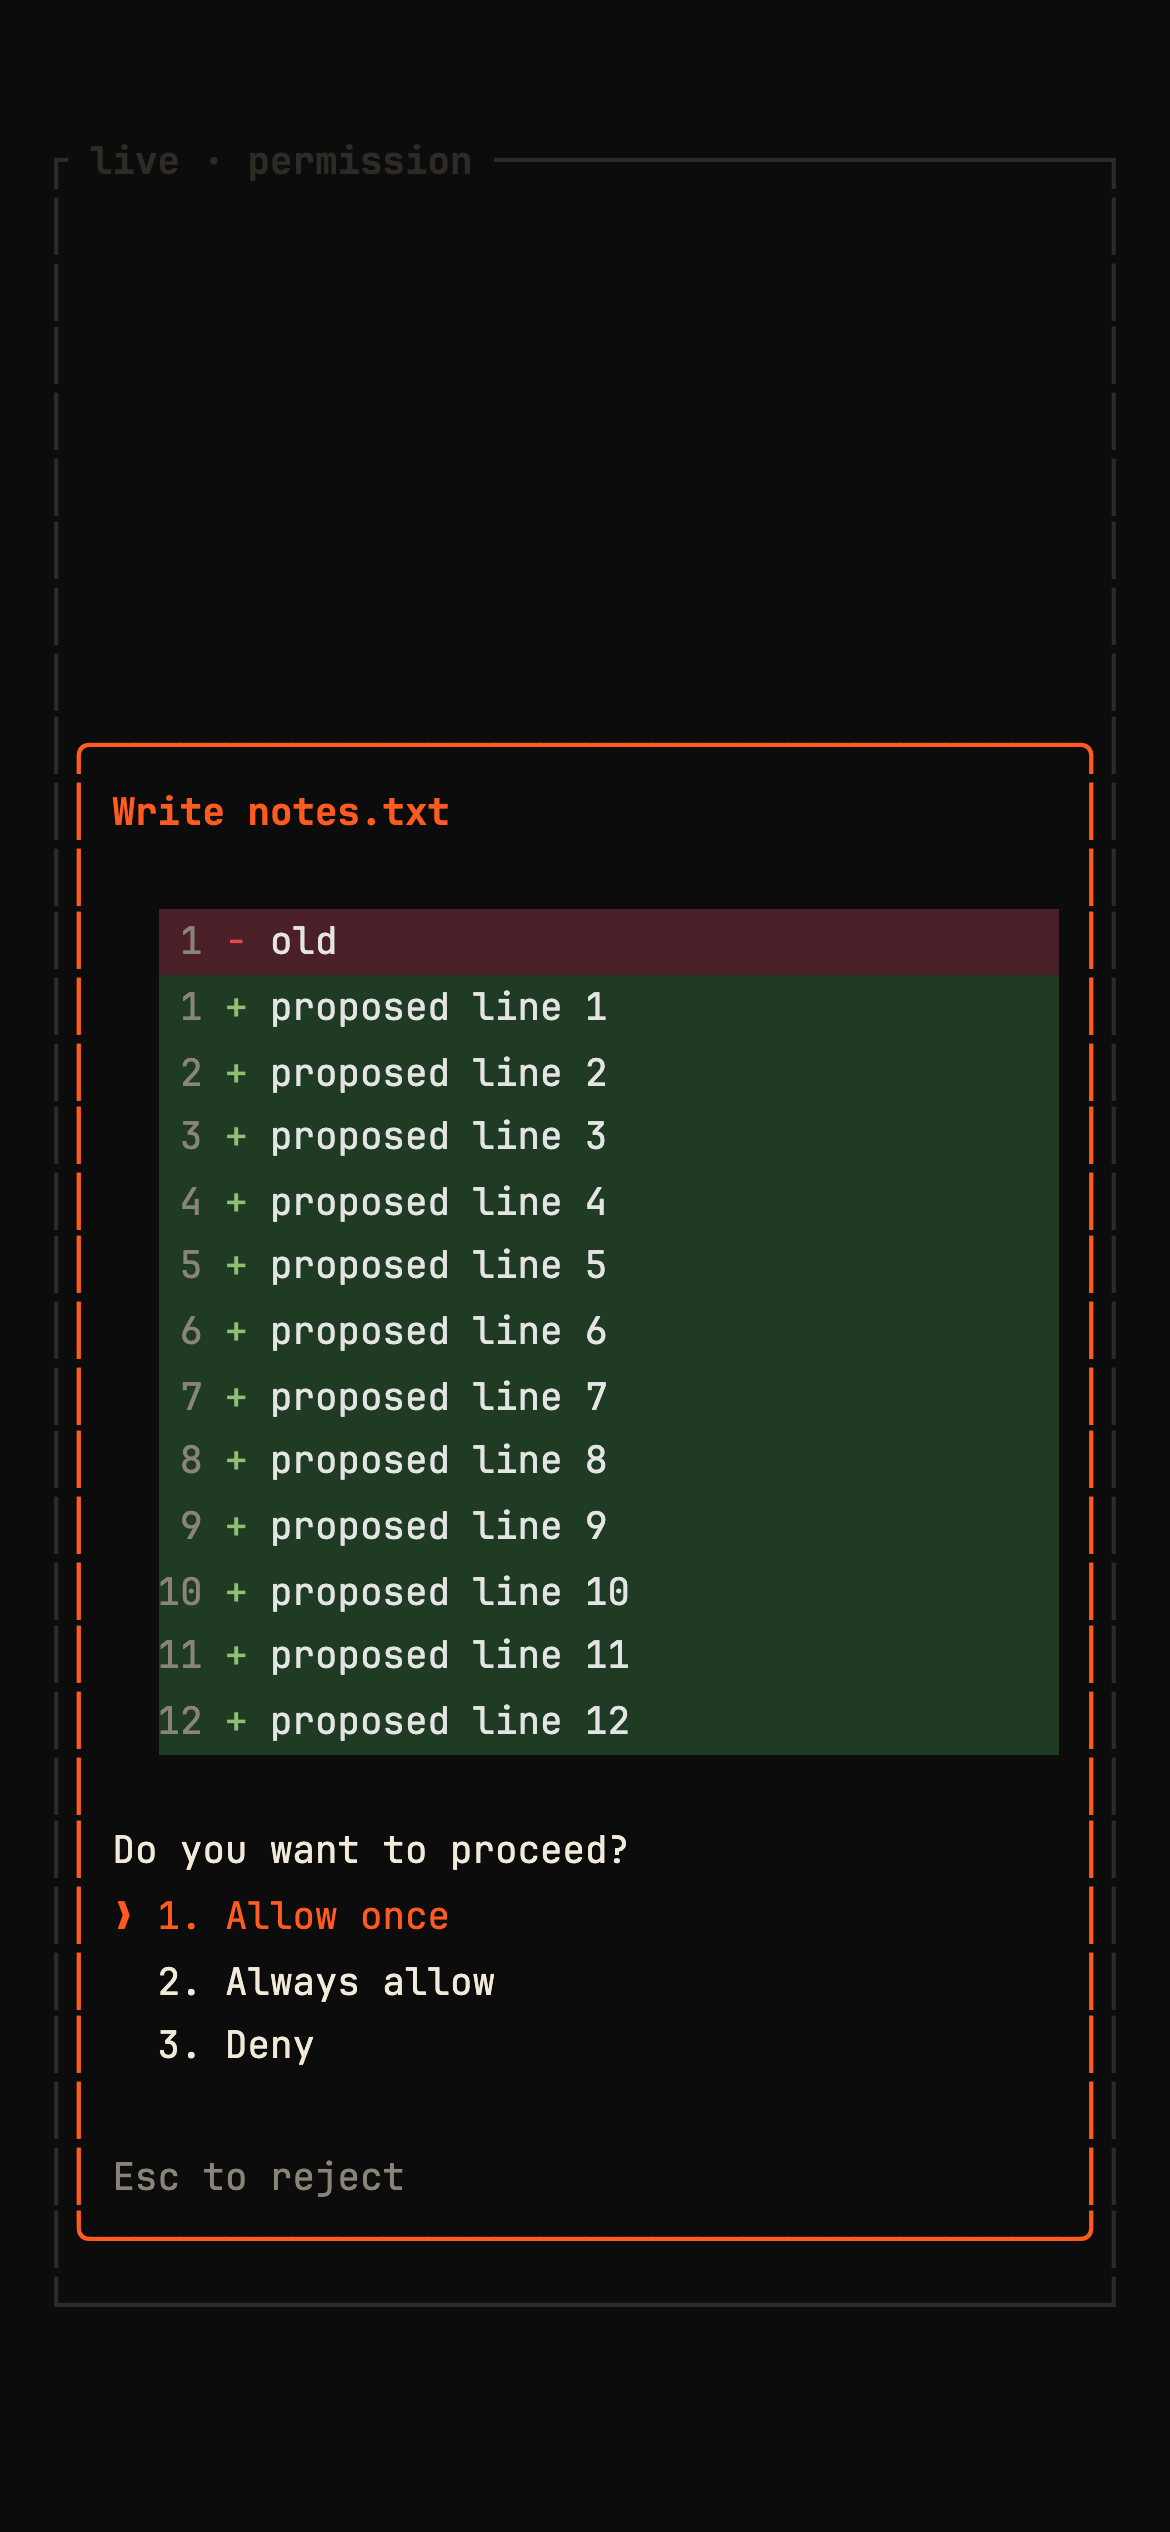 live · permission
Write notes.txt
1 - old
1 + proposed line 1
2 + proposed line 2
3 + proposed line 3
4 + proposed line 4
5 + proposed line 5
6 + proposed line 6
7 + proposed line 7
8 + proposed line 8
9 + proposed line 9
10 + proposed line 10
11 + proposed line 11
12 + proposed line 12
Do you want to proceed?
❯ 1. Allow once
2. Always allow
3. Deny
Esc to reject